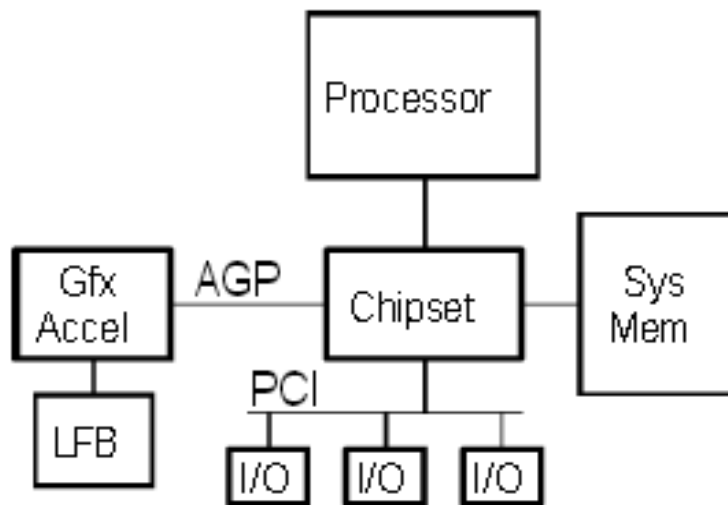 Processor
Gfx
Accel
AGP
Chipset
Sys
Mem
LFB
PCI
I/O
I/O
I/O